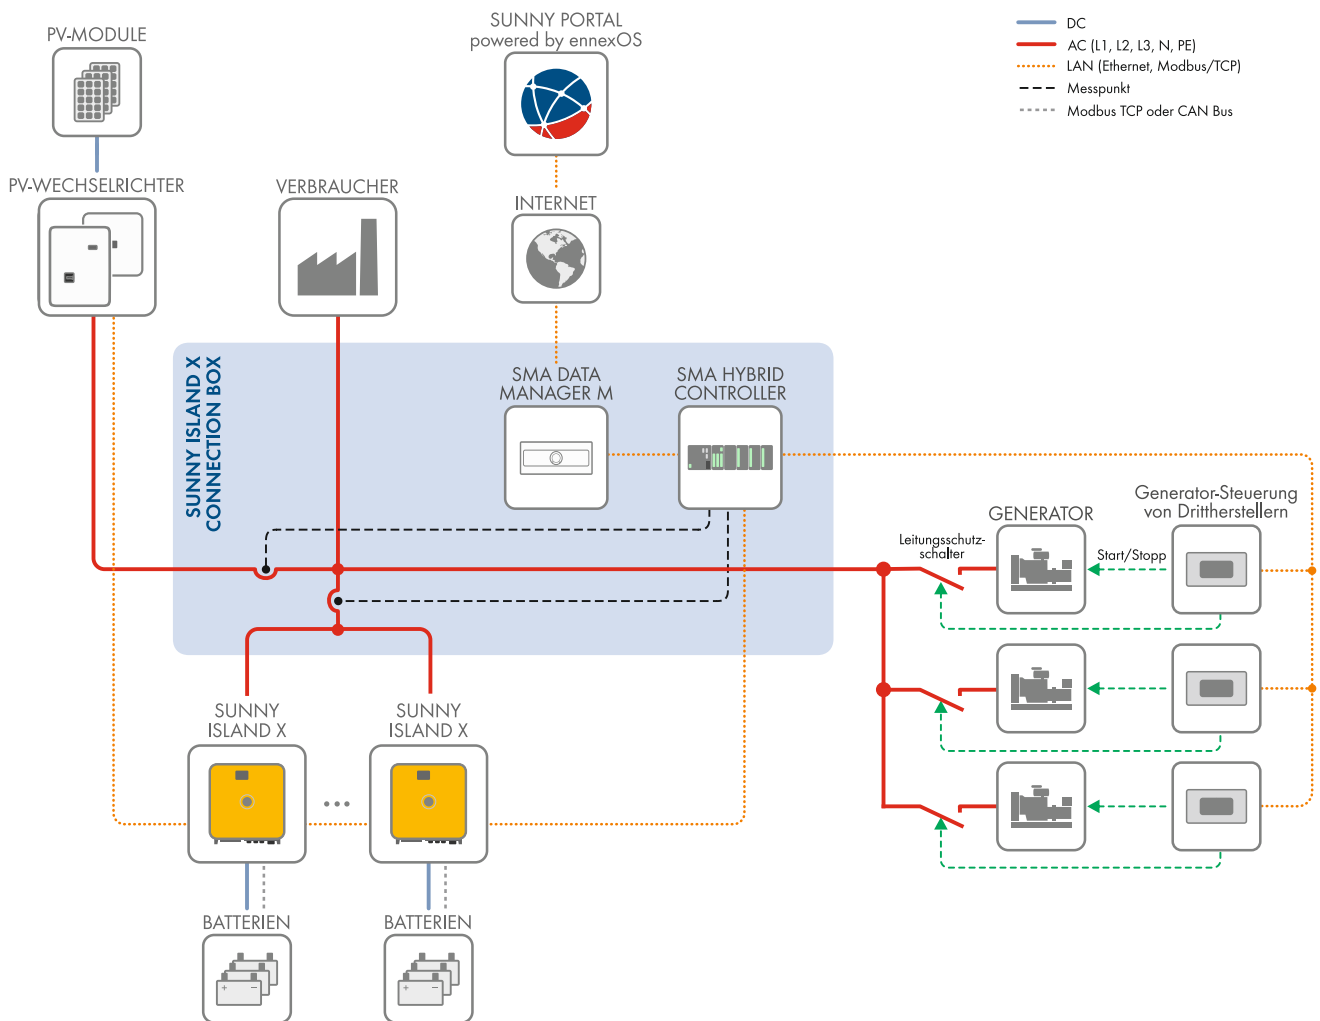 SUNNY PORTAL
powered by ennexOS
DC
AC (L1, L2, L3, N, PE)
LAN (Ethernet, Modbus/TCP)
Messpunkt
Modbus TCP oder CAN Bus
PV-MODULE
PV-WECHSELRICHTER
VERBRAUCHER
INTERNET
SUNNY ISLAND X
CONNECTION BOX
SMA DATA
MANAGER M
SMA HYBRID
CONTROLLER
Leitungsschutz-
schalter
GENERATOR
Start/Stopp
Generator-Steuerung
von Drittherstellern
SUNNY
ISLAND X
SUNNY
ISLAND X
BATTERIEN
BATTERIEN